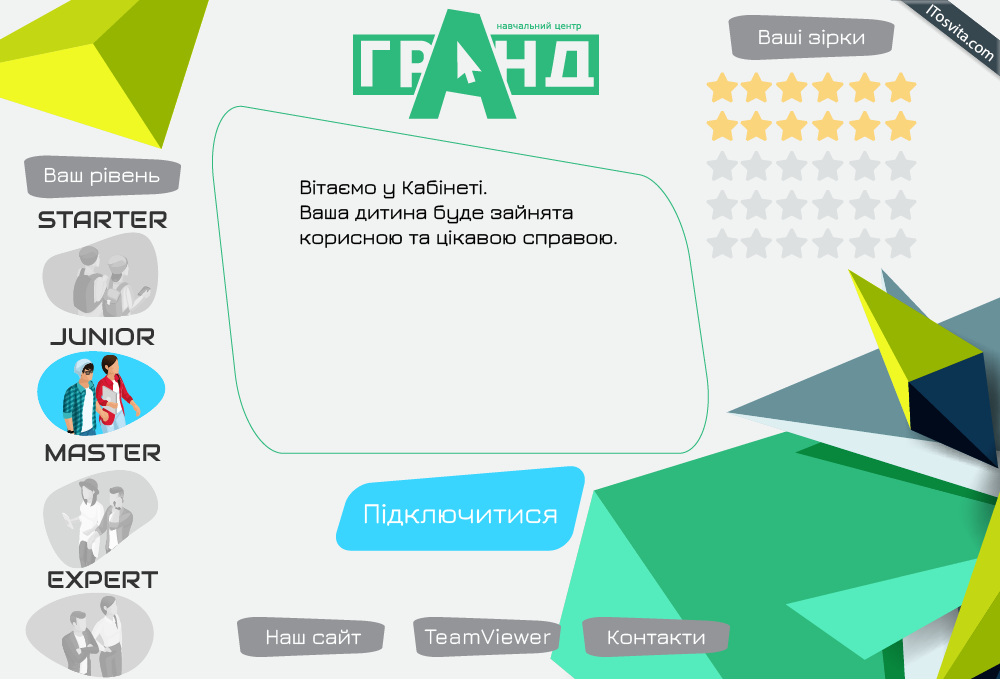 навчальний центр
ГРАНД
ITosvita.com
Ваші зірки
Ваш рівень
STARTER
JUNIOR
MASTER
EXPERT
Вітаємо у Кабінеті.
Ваша дитина буде зайнята
корисною та цікавою справою.
Підключитися
Наш сайт
TeamViewer
Контакти